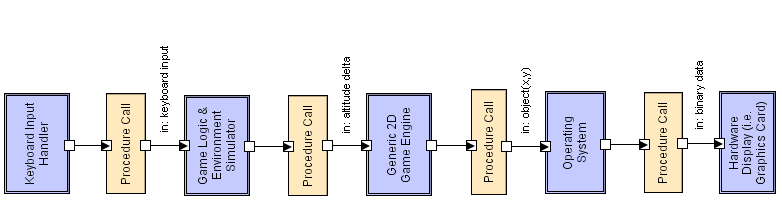 Keyboard Input
Handler
Procedure Call
in: keyboard input
Game Logic &
Environment
Simulator
Procedure Call
in: attitude delta
Generic 2D
Game Engine
Procedure Call
in: object(x,y)
Operating
System
Procedure Call
in: binary data
Hardware
Display (i.e.
Graphics Card)